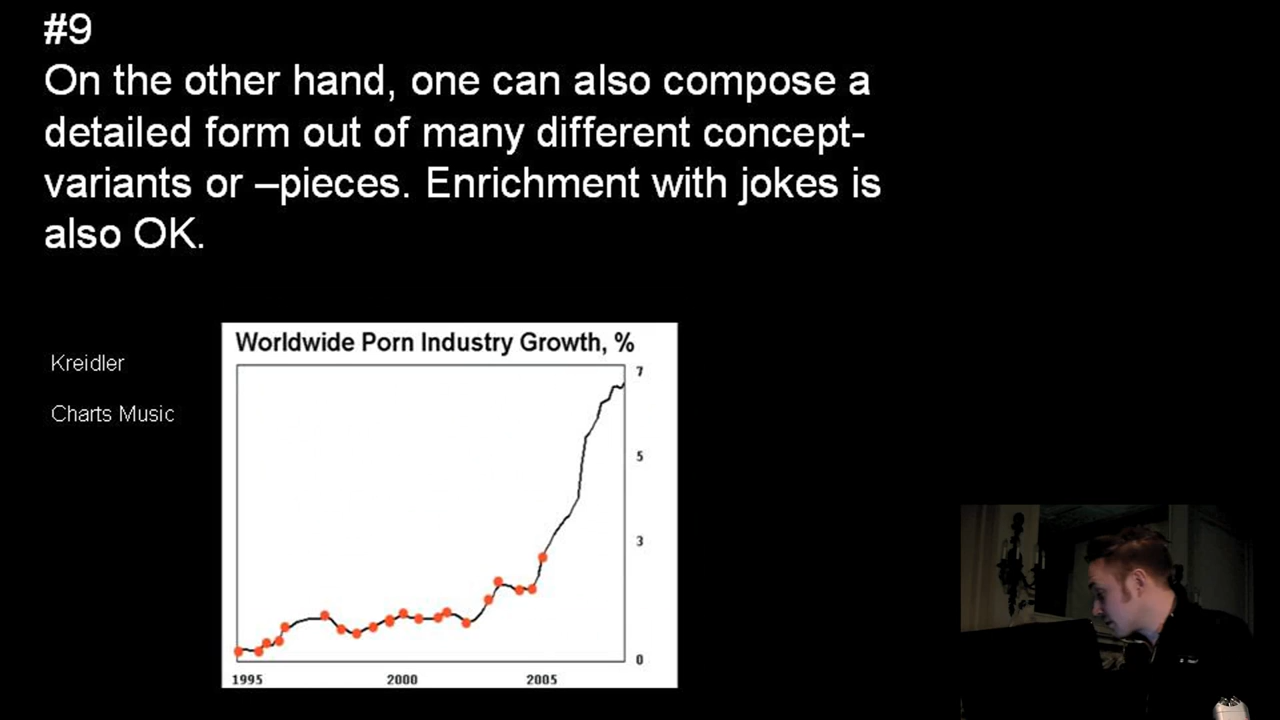 #9
On the other hand, one can also compose a
detailed form out of many different concept-
variants or –pieces. Enrichment with jokes is
also OK.
Kreidler
Charts Music
Worldwide Porn Industry Growth, %
7
5
3
0
1995 2000 2005